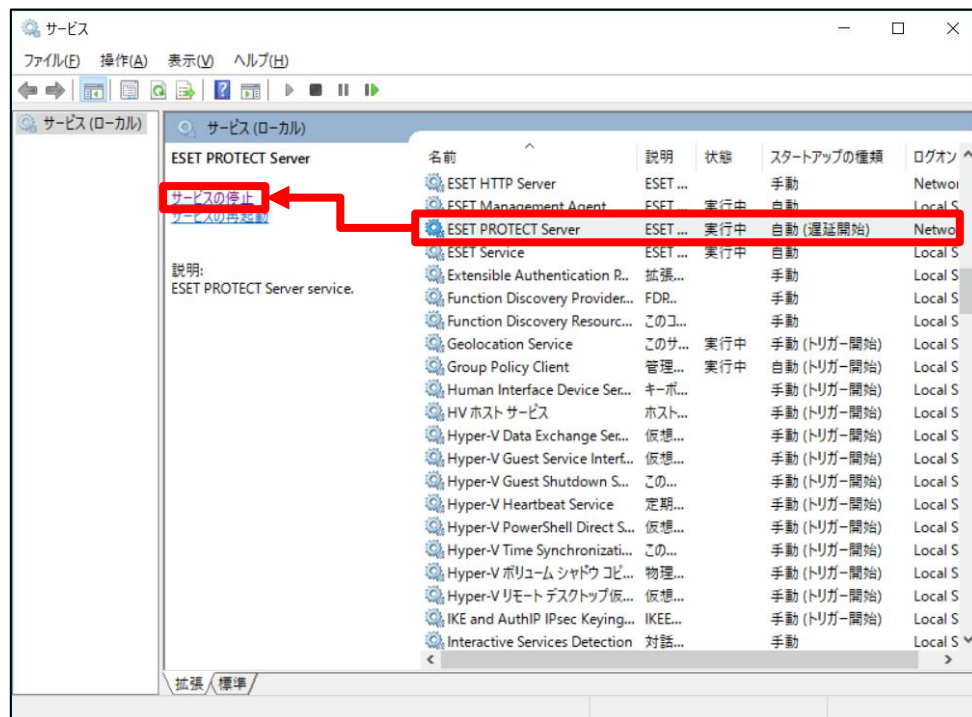 サービス
ファイル(F) 操作(A) 表示(V) ヘルプ(H)
サービス (ローカル)
サービス (ローカル)
ESET PROTECT Server
サービスの停止
サービスの再起動
説明:
ESET PROTECT Server service.
名前 説明 状態 スタートアップの種類 ログオン
ESET HTTP Server ESET ... 手動 Networ
ESET Management Agent ESET ... 実行中 自動
ESET PROTECT Server ESET ... 実行中 自動 (遅延開始) Netwo
ESET Service ESET ... 実行中 自動 Local S
Extensible Authentication P... 拡張... 手動 Local S
Function Discovery Provider... FDP... 手動 Local S
Function Discovery Resourc... このコ... 手動 Local S
Geolocation Service このサ... 実行中 手動 (トリガー開始) Local S
Group Policy Client 管理... 実行中 自動 (トリガー開始) Local S
Human Interface Device Ser... キーボ... 手動 (トリガー開始) Local S
HV ホスト サービス ホスト... 手動 (トリガー開始) Local S
Hyper-V Data Exchange Ser... 仮想... 手動 (トリガー開始) Local S
Hyper-V Guest Service Interf... 仮想... 手動 (トリガー開始) Local S
Hyper-V Guest Shutdown S... この... 手動 (トリガー開始) Local S
Hyper-V Heartbeat Service 定期... 手動 (トリガー開始) Local S
Hyper-V PowerShell Direct S... 仮想... 手動 (トリガー開始) Local S
Hyper-V Time Synchronizati... この... 手動 (トリガー開始) Local S
Hyper-V ボリューム シャドウ コピ... 物理... 手動 (トリガー開始) Local S
Hyper-V リモート デスクトップ仮... 仮想... 手動 (トリガー開始) Local S
IKE and AuthIP IPsec Keying... IKEE... 手動 (トリガー開始) Local S
Interactive Services Detection 対話... 手動 Local S
拡張 標準